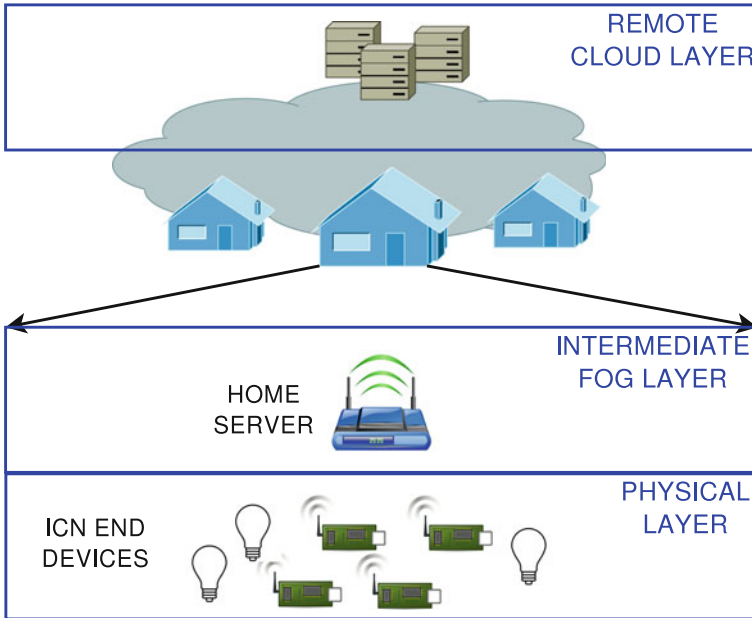 REMOTE
CLOUD LAYER
INTERMEDIATE
FOG LAYER
HOME
SERVER
PHYSICAL
LAYER
ICN END
DEVICES